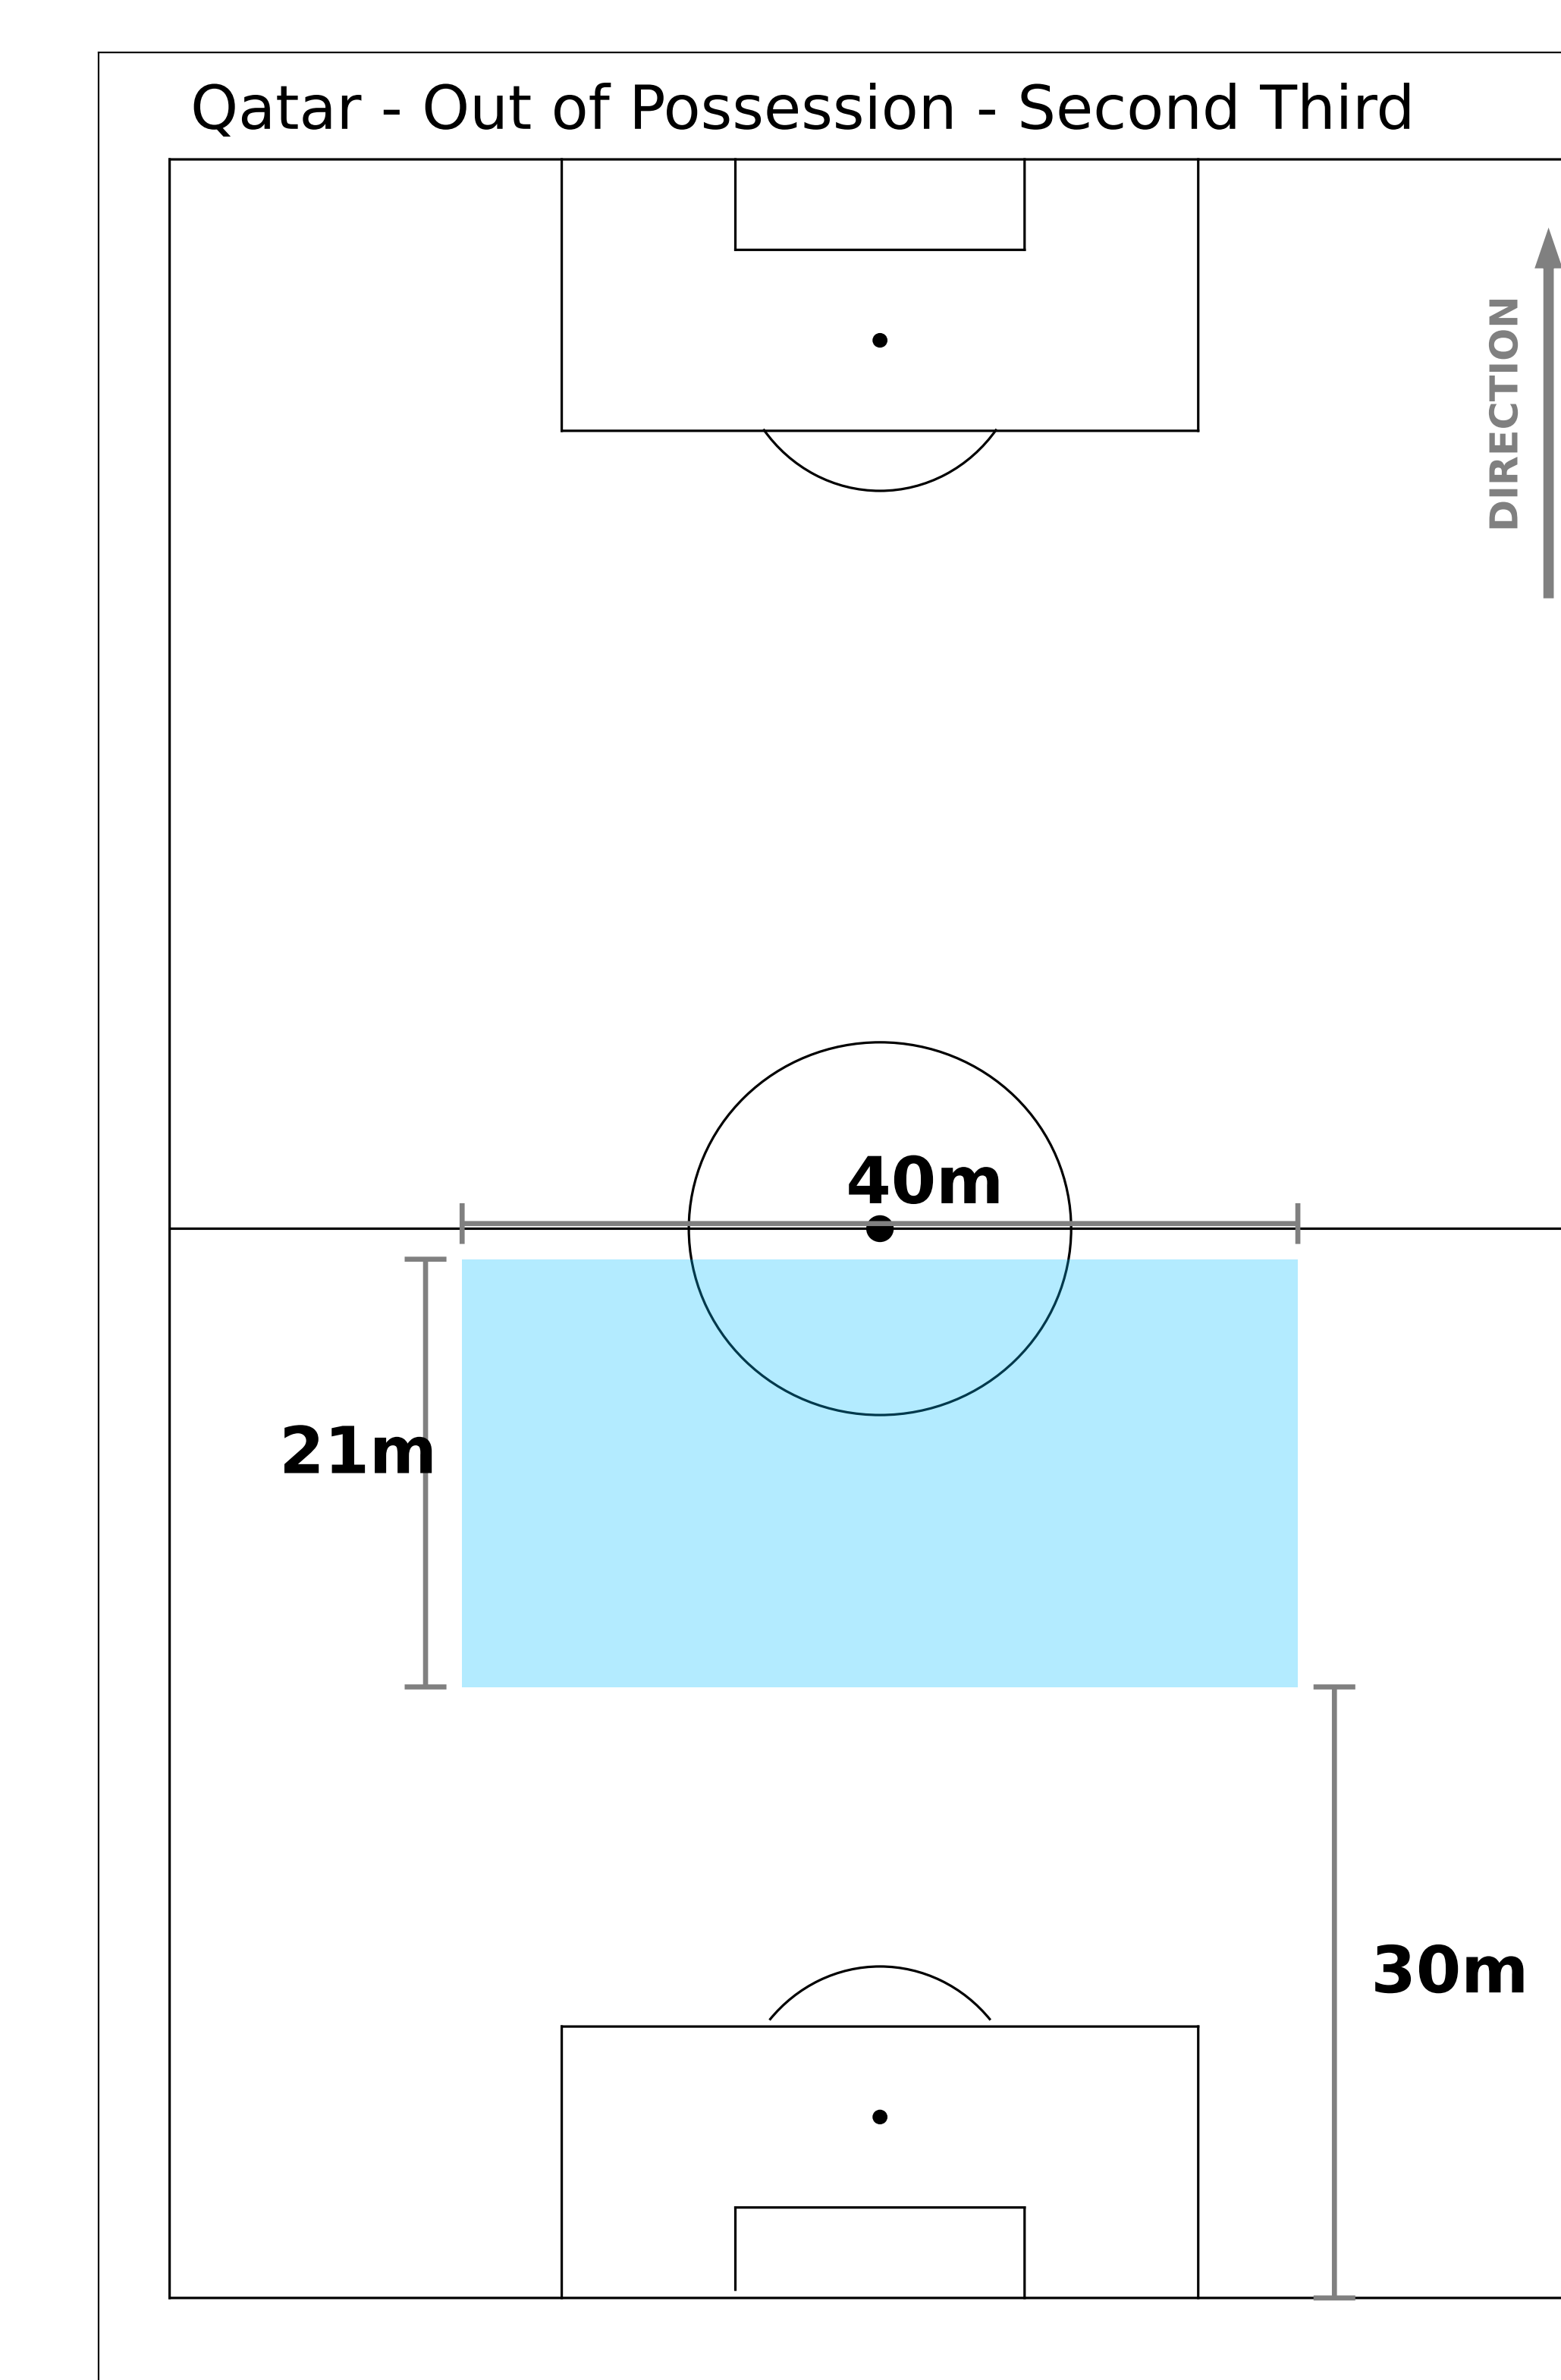 Qatar - Out of Possession - Second Third
DIRECTION
40m
21m
30m